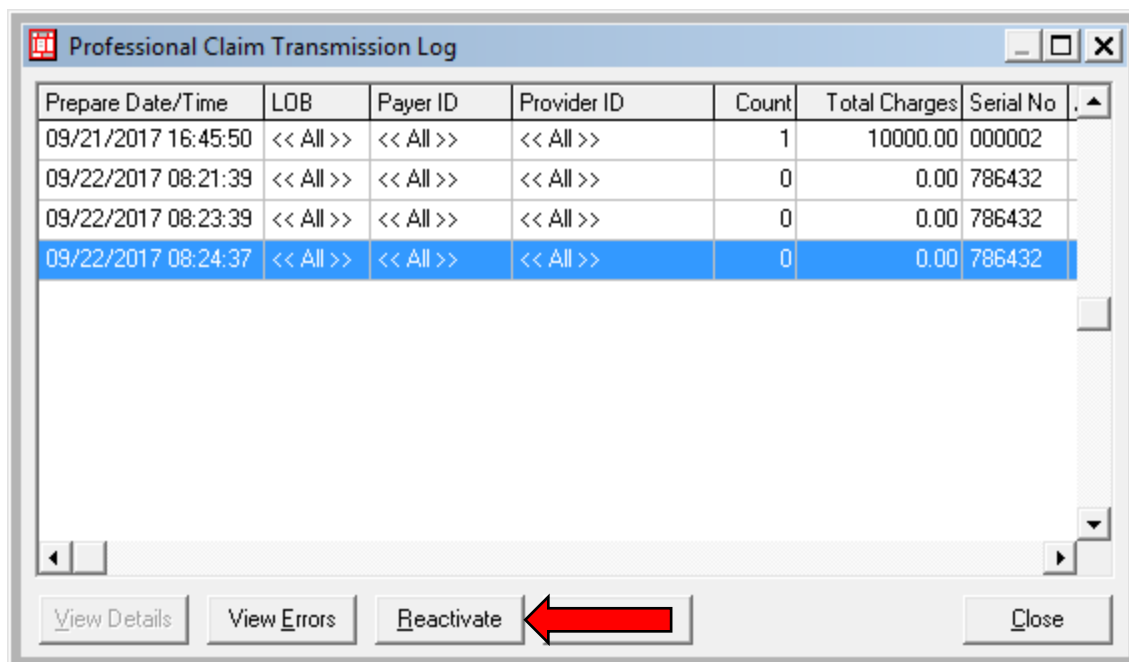 Professional Claim Transmission Log
Prepare Date/Time LOB Payer ID Provider ID Count Total Charges Serial No
09/21/2017 16:45:50 << All >> << All >> << All >> 1 10000.00 000002
09/22/2017 08:21:39 << All >> << All >> << All >> 0 0.00 786432
09/22/2017 08:23:39 << All >> << All >> << All >> 0 0.00 786432
09/22/2017 08:24:37 << All >> << All >> << All >> 0 0.00 786432
View Details View Errors Reactivate Close